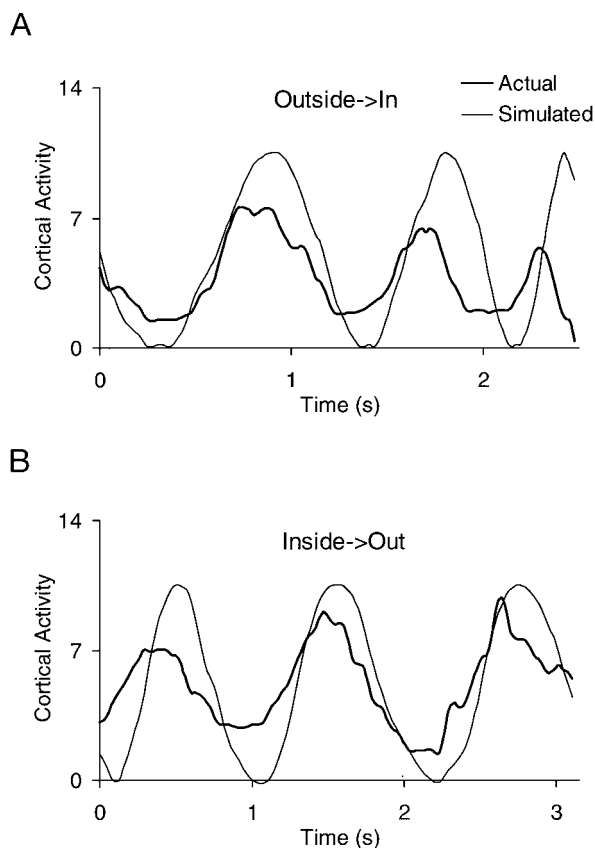 A
14
Outside->In
Actual
Simulated
Cortical Activity
7
0
0
1
2
Time (s)
B
14
Inside->Out
Cortical Activity
7
0
0
1
2
3
Time (s)